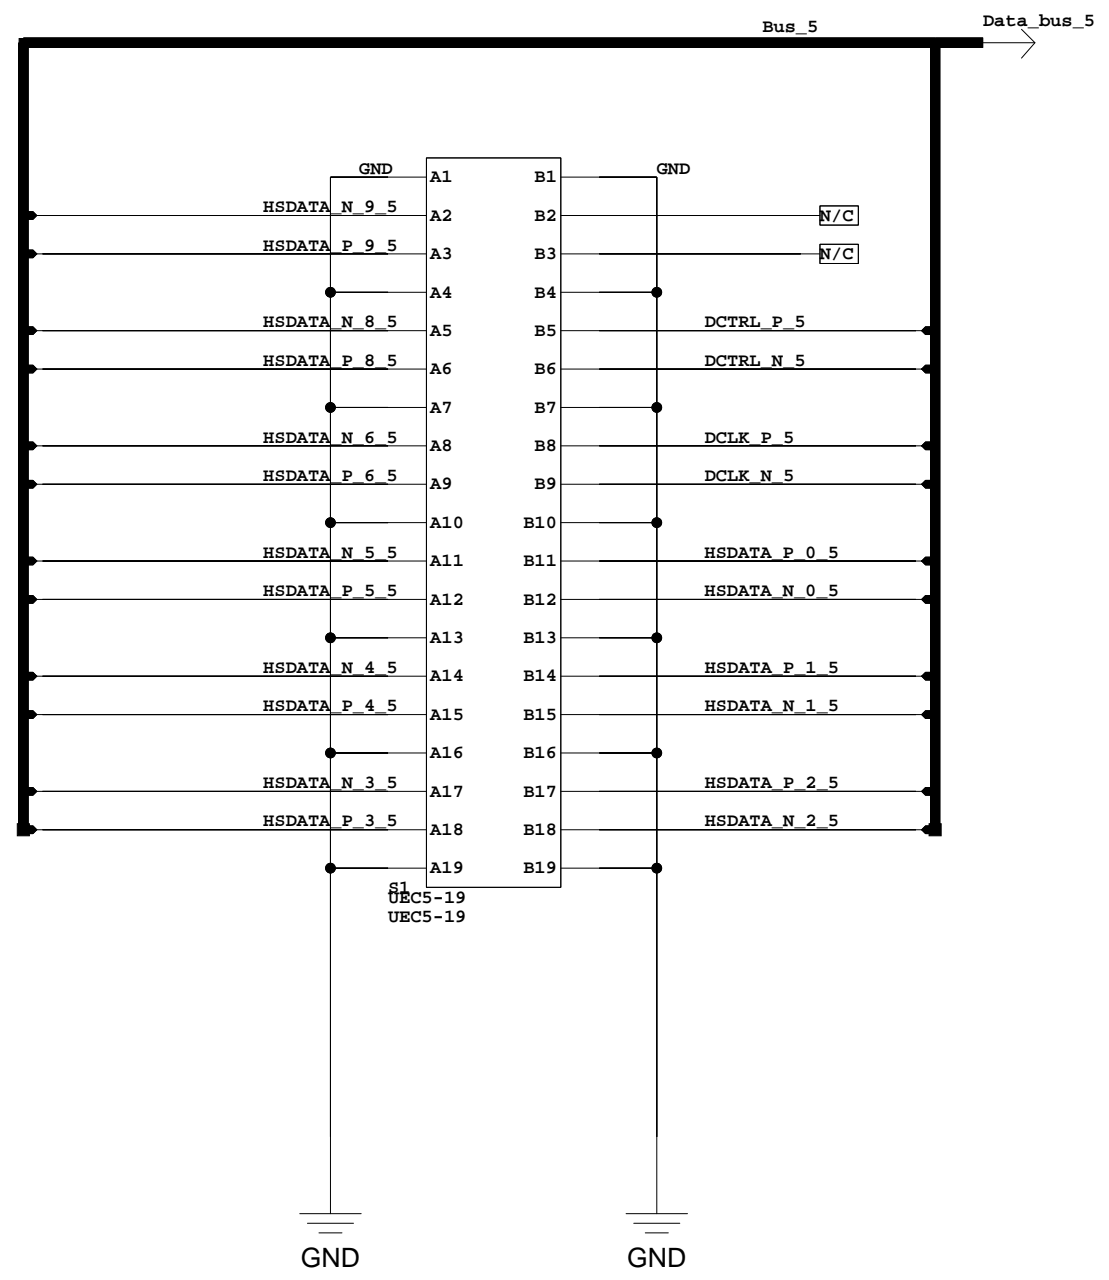 Data_bus_5
Bus_5
GND A1 B1 GND
HSDATA_N_9_5 A2 B2 N/C
HSDATA_P_9_5 A3 B3 N/C
A4 B4
HSDATA_N_8_5 A5 B5 DCTRL_P_5
HSDATA_P_8_5 A6 B6 DCTRL_N_5
A7 B7
HSDATA_N_6_5 A8 B8 DCLK_P_5
HSDATA_P_6_5 A9 B9 DCLK_N_5
A10 B10
HSDATA_N_5_5 A11 B11 HSDATA_P_0_5
HSDATA_P_5_5 A12 B12 HSDATA_N_0_5
A13 B13
HSDATA_N_4_5 A14 B14 HSDATA_P_1_5
HSDATA_P_4_5 A15 B15 HSDATA_N_1_5
A16 B16
HSDATA_N_3_5 A17 B17 HSDATA_P_2_5
HSDATA_P_3_5 A18 B18 HSDATA_N_2_5
A19 B19
S1
UEC5-19
UEC5-19
GND GND